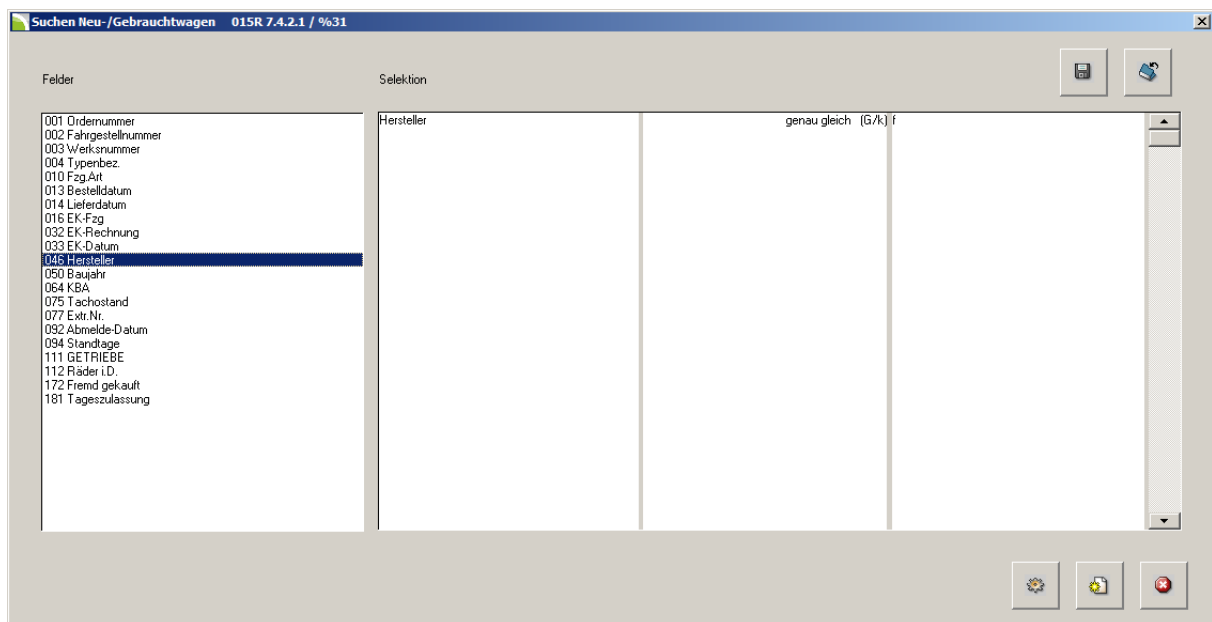 Suchen Neu-/Gebrauchtwagen 015R 7.4.2.1 / %31
Felder
Selektion
001 Ordernummer
002 Fahrgestellnummer
003 Werksnummer
004 Typenbez.
010 Fzg.Art
013 Bestelldatum
014 Lieferdatum
016 EK-Fzg
032 EK-Rechnung
033 EK-Datum
046 Hersteller
050 Baujahr
064 KBA
075 Tachostand
077 Extr.Nr.
092 Abmelde-Datum
094 Standtage
111 GETRIEBE
112 Räder i.D.
172 Fremd gekauft
181 Tageszulassung
Hersteller genau gleich (G/k) f